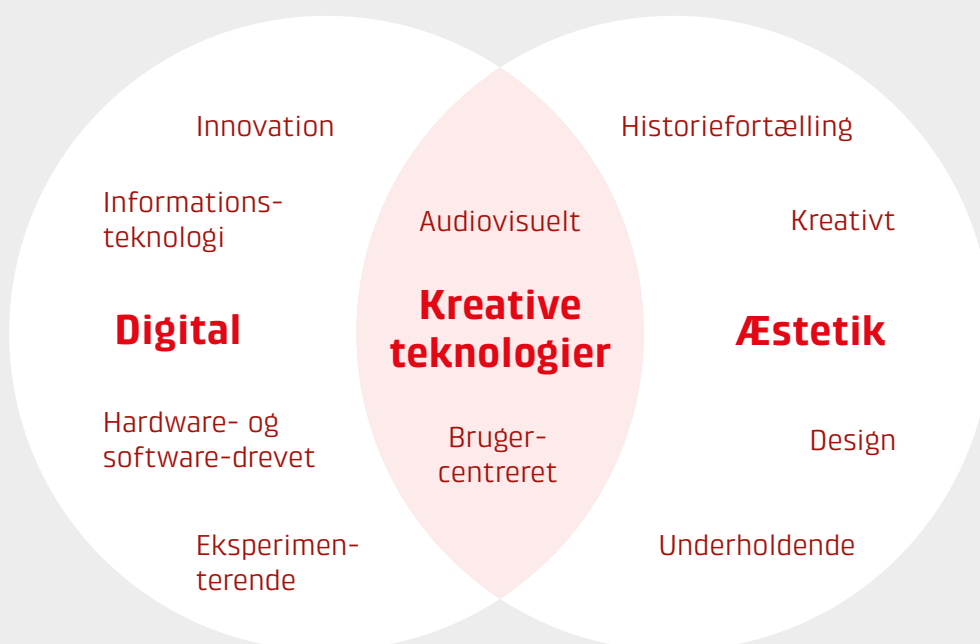 Innovation
Informations-
teknologi
Digital
Hardware- og
software-drevet
Eksperimen-
terende
Audiovisuelt
Kreative
teknologier
Bruger-
centreret
Historiefortælling
Kreativt
Æstetik
Design
Underholdende